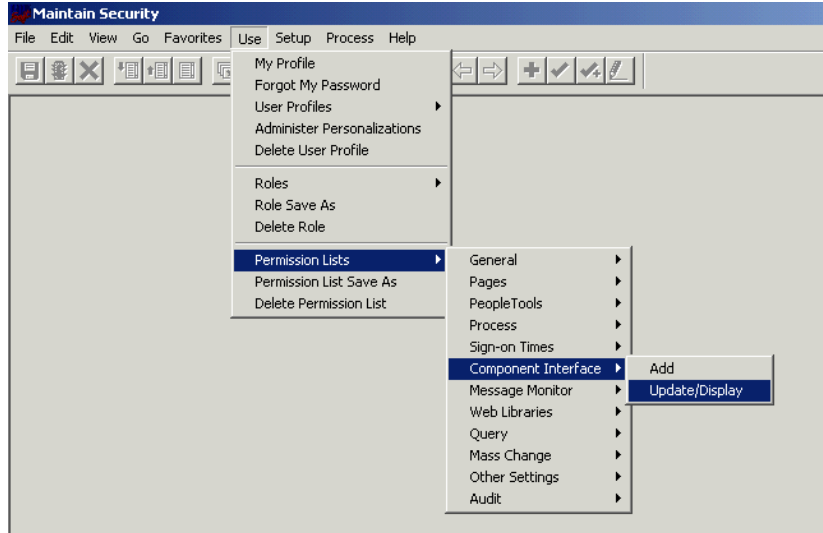 Maintain Security
File Edit View Go Favorites Use Setup Process Help
My Profile
Forgot My Password
User Profiles
Administer Personalizations
Delete User Profile
Roles
Role Save As
Delete Role
Permission Lists
Permission List Save As
Delete Permission List
General
Pages
PeopleTools
Process
Sign-on Times
Component Interface
Message Monitor
Web Libraries
Query
Mass Change
Other Settings
Audit
Add
Update/Display